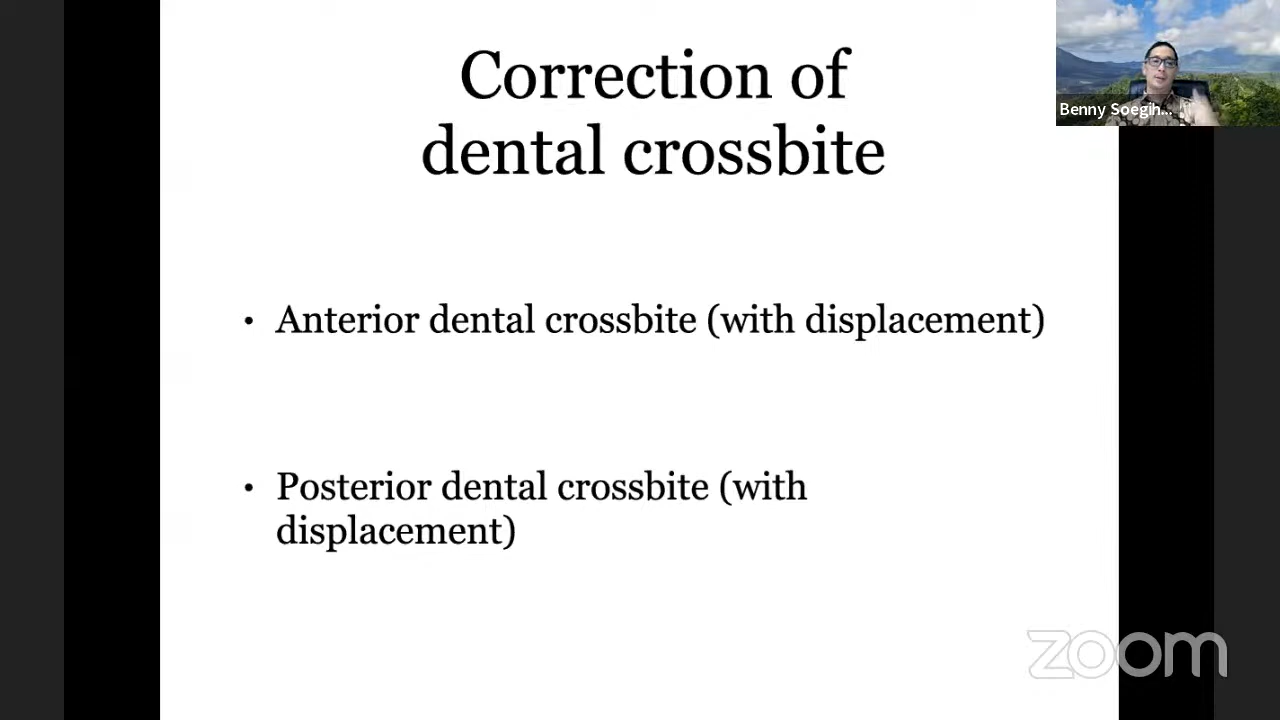 Correction of
dental crossbite
Benny Soegih...
• Anterior dental crossbite (with displacement)
• Posterior dental crossbite (with
displacement)
zoom